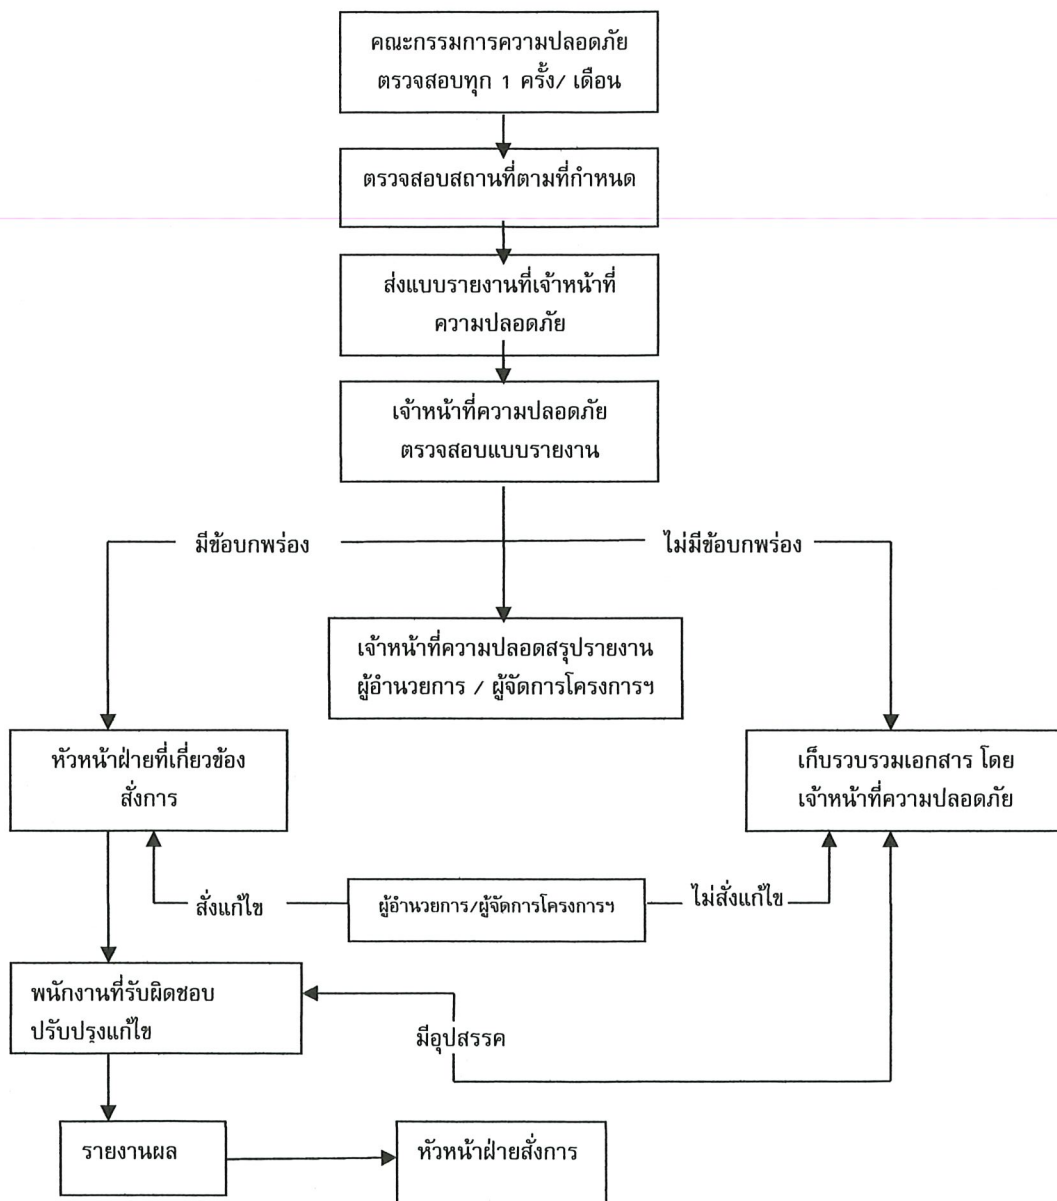 คณะกรรมการความปลอดภัย
ตรวจสอบทุก 1 ครั้ง/ เดือน
ตรวจสอบสถานที่ตามที่กำหนด
ส่งแบบรายงานที่เจ้าหน้าที่
ความปลอดภัย
เจ้าหน้าที่ความปลอดภัย
ตรวจสอบแบบรายงาน
มีข้อบกพร่อง
ไม่มีข้อบกพร่อง
เจ้าหน้าที่ความปลอดสรุปรายงาน
ผู้อำนวยการ / ผู้จัดการโครงการฯ
หัวหน้าฝ่ายที่เกี่ยวข้อง
สั่งการ
เก็บรวบรวมเอกสาร โดย
เจ้าหน้าที่ความปลอดภัย
สั่งแก้ไข
ผู้อำนวยการ/ผู้จัดการโครงการฯ
ไม่สั่งแก้ไข
พนักงานที่รับผิดชอบ
ปรับปรุงแก้ไข
มีอุปสรรค
รายงานผล
หัวหน้าฝ่ายสั่งการ